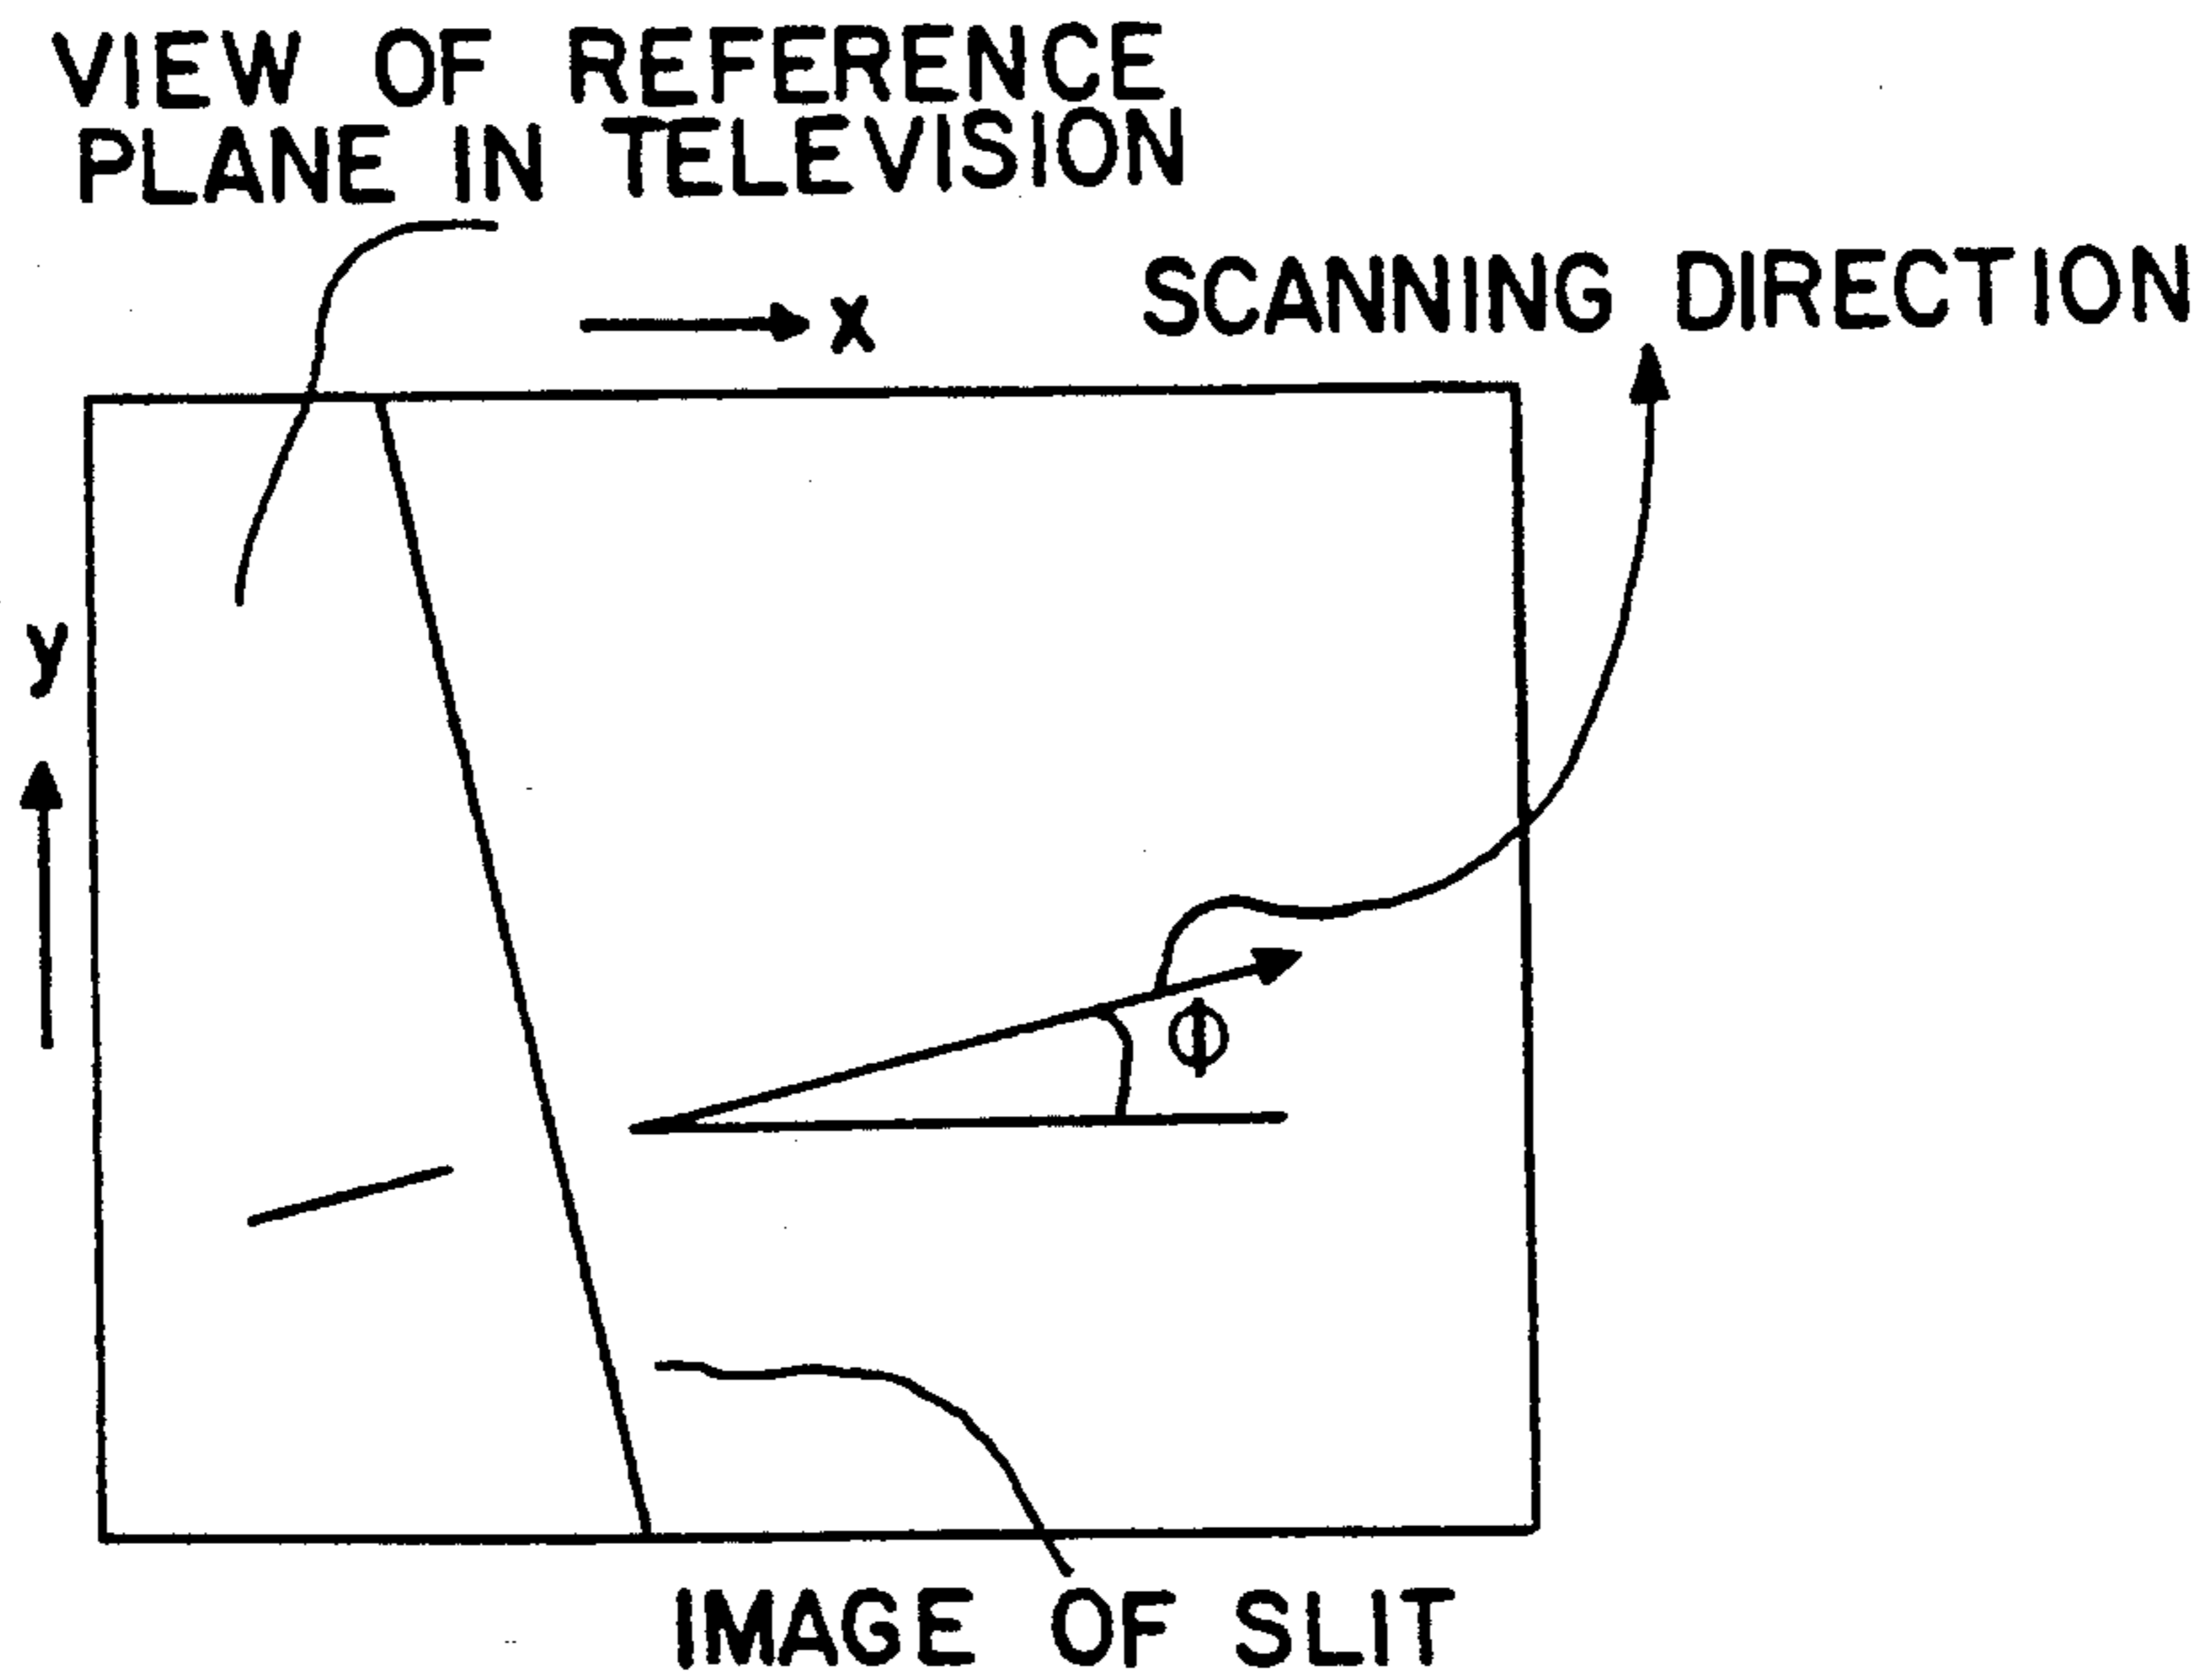 VIEW OF REFERENCE
PLANE IN TELEVISION
X
SCANNING DIRECTION
y
Φ
IMAGE OF SLIT